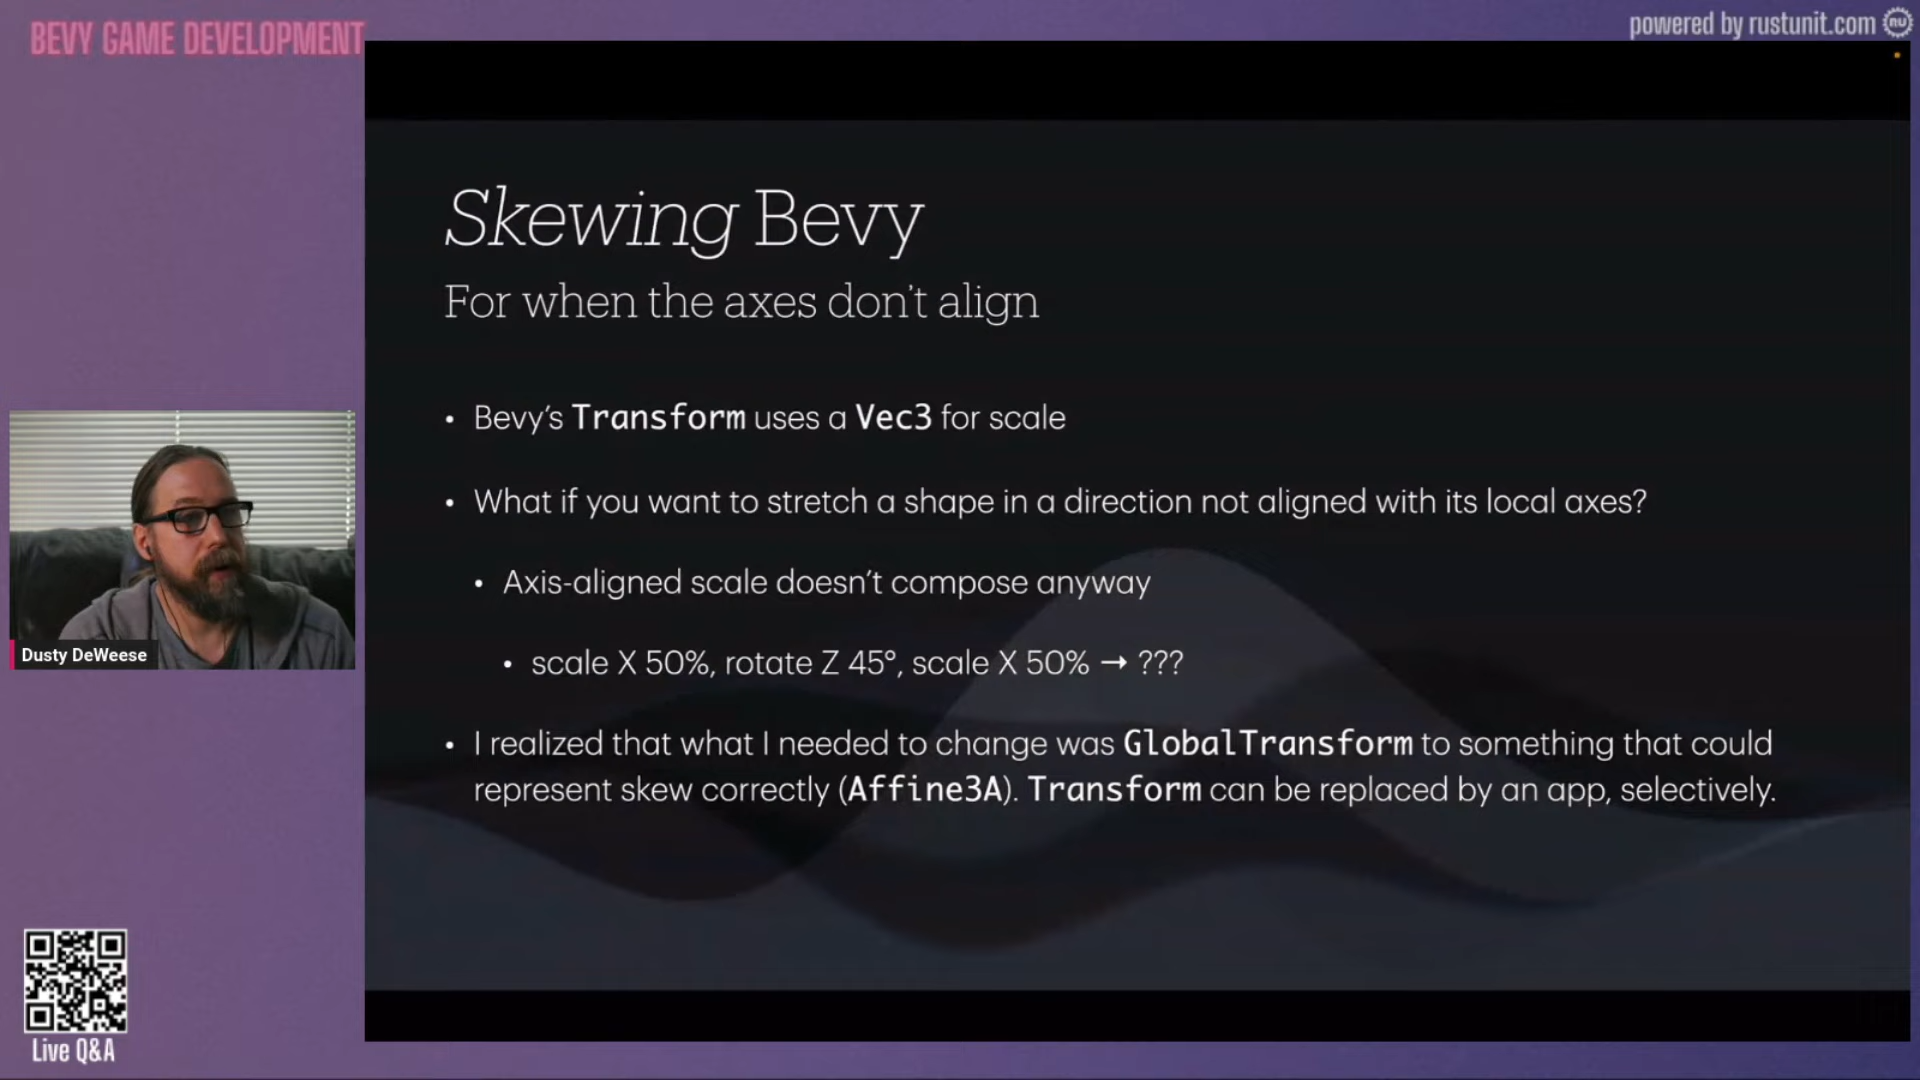 BEVY GAME DEVELOPMENT
powered by rustunit.com
Skewing Bevy
For when the axes don't align
• Bevy's Transform uses a Vec3 for scale
• What if you want to stretch a shape in a direction not aligned with its local axes?
• Axis-aligned scale doesn't compose anyway
• scale X 50%, rotate Z 45°, scale X 50% → ???
• I realized that what I needed to change was GlobalTransform to something that could
represent skew correctly (Affine3A). Transform can be replaced by an app, selectively.
Dusty DeWeese
Live Q&A